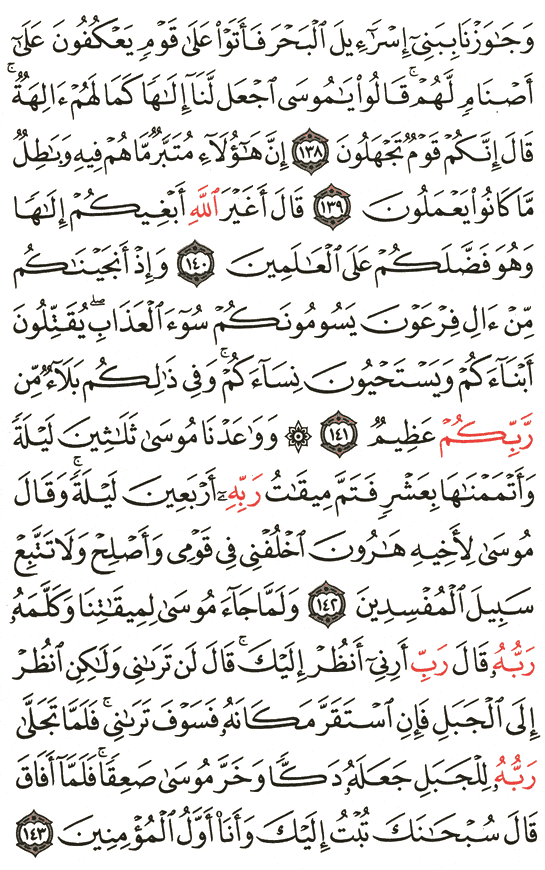 وَجَٰوَزۡنَا بِبَنِيٓ إِسۡرَٰٓءِيلَ ٱلۡبَحۡرَ فَأَتَوۡاْ عَلَىٰ قَوۡمٖ يَعۡكُفُونَ عَلَىٰٓ
أَصۡنَامٖ لَّهُمۡۚ قَالُواْ يَٰمُوسَى ٱجۡعَل لَّنَآ إِلَٰهٗا كَمَا لَهُمۡ ءَالِهَةٞۚ
قَالَ إِنَّكُمۡ قَوۡمٞ تَجۡهَلُونَ ١٣٨ إِنَّ هَٰٓؤُلَآءِ مُتَبَّرٞ مَّا هُمۡ فِيهِ وَبَٰطِلٞ
مَّا كَانُواْ يَعۡمَلُونَ ١٣٩ قَالَ أَغَيۡرَ ٱللَّهِ أَبۡغِيكُمۡ إِلَٰهٗا
وَهُوَ فَضَّلَكُمۡ عَلَى ٱلۡعَٰلَمِينَ ١٤٠ وَإِذۡ أَنجَيۡنَٰكُم
مِّنۡ ءَالِ فِرۡعَوۡنَ يَسُومُونَكُمۡ سُوٓءَ ٱلۡعَذَابِۖ يُقَتِّلُونَ
أَبۡنَآءَكُمۡ وَيَسۡتَحۡيُونَ نِسَآءَكُمۡۚ وَفِي ذَٰلِكُم بَلَآءٞ مِّن
رَّبِّكُمۡ عَظِيمٞ ١٤١ ۞ وَوَٰعَدۡنَا مُوسَىٰ ثَلَٰثِينَ لَيۡلَةٗ
وَأَتۡمَمۡنَٰهَا بِعَشۡرٖ فَتَمَّ مِيقَٰتُ رَبِّهِۦٓ أَرۡبَعِينَ لَيۡلَةٗۚ وَقَالَ
مُوسَىٰ لِأَخِيهِ هَٰرُونَ ٱخۡلُفۡنِي فِي قَوۡمِي وَأَصۡلِحۡ وَلَا تَتَّبِعۡ
سَبِيلَ ٱلۡمُفۡسِدِينَ ١٤٢ وَلَمَّا جَآءَ مُوسَىٰ لِمِيقَٰتِنَا وَكَلَّمَهُۥ
رَبُّهُۥ قَالَ رَبِّ أَرِنِيٓ أَنظُرۡ إِلَيۡكَۚ قَالَ لَن تَرَىٰنِي وَلَٰكِنِ ٱنظُرۡ
إِلَى ٱلۡجَبَلِ فَإِنِ ٱسۡتَقَرَّ مَكَانَهُۥ فَسَوۡفَ تَرَىٰنِيۚ فَلَمَّا تَجَلَّىٰ
رَبُّهُۥ لِلۡجَبَلِ جَعَلَهُۥ دَكّٗا وَخَرَّ مُوسَىٰ صَعِقٗاۚ فَلَمَّآ أَفَاقَ
قَالَ سُبۡحَٰنَكَ تُبۡتُ إِلَيۡكَ وَأَنَا۠ أَوَّلُ ٱلۡمُؤۡمِنِينَ ١٤٣